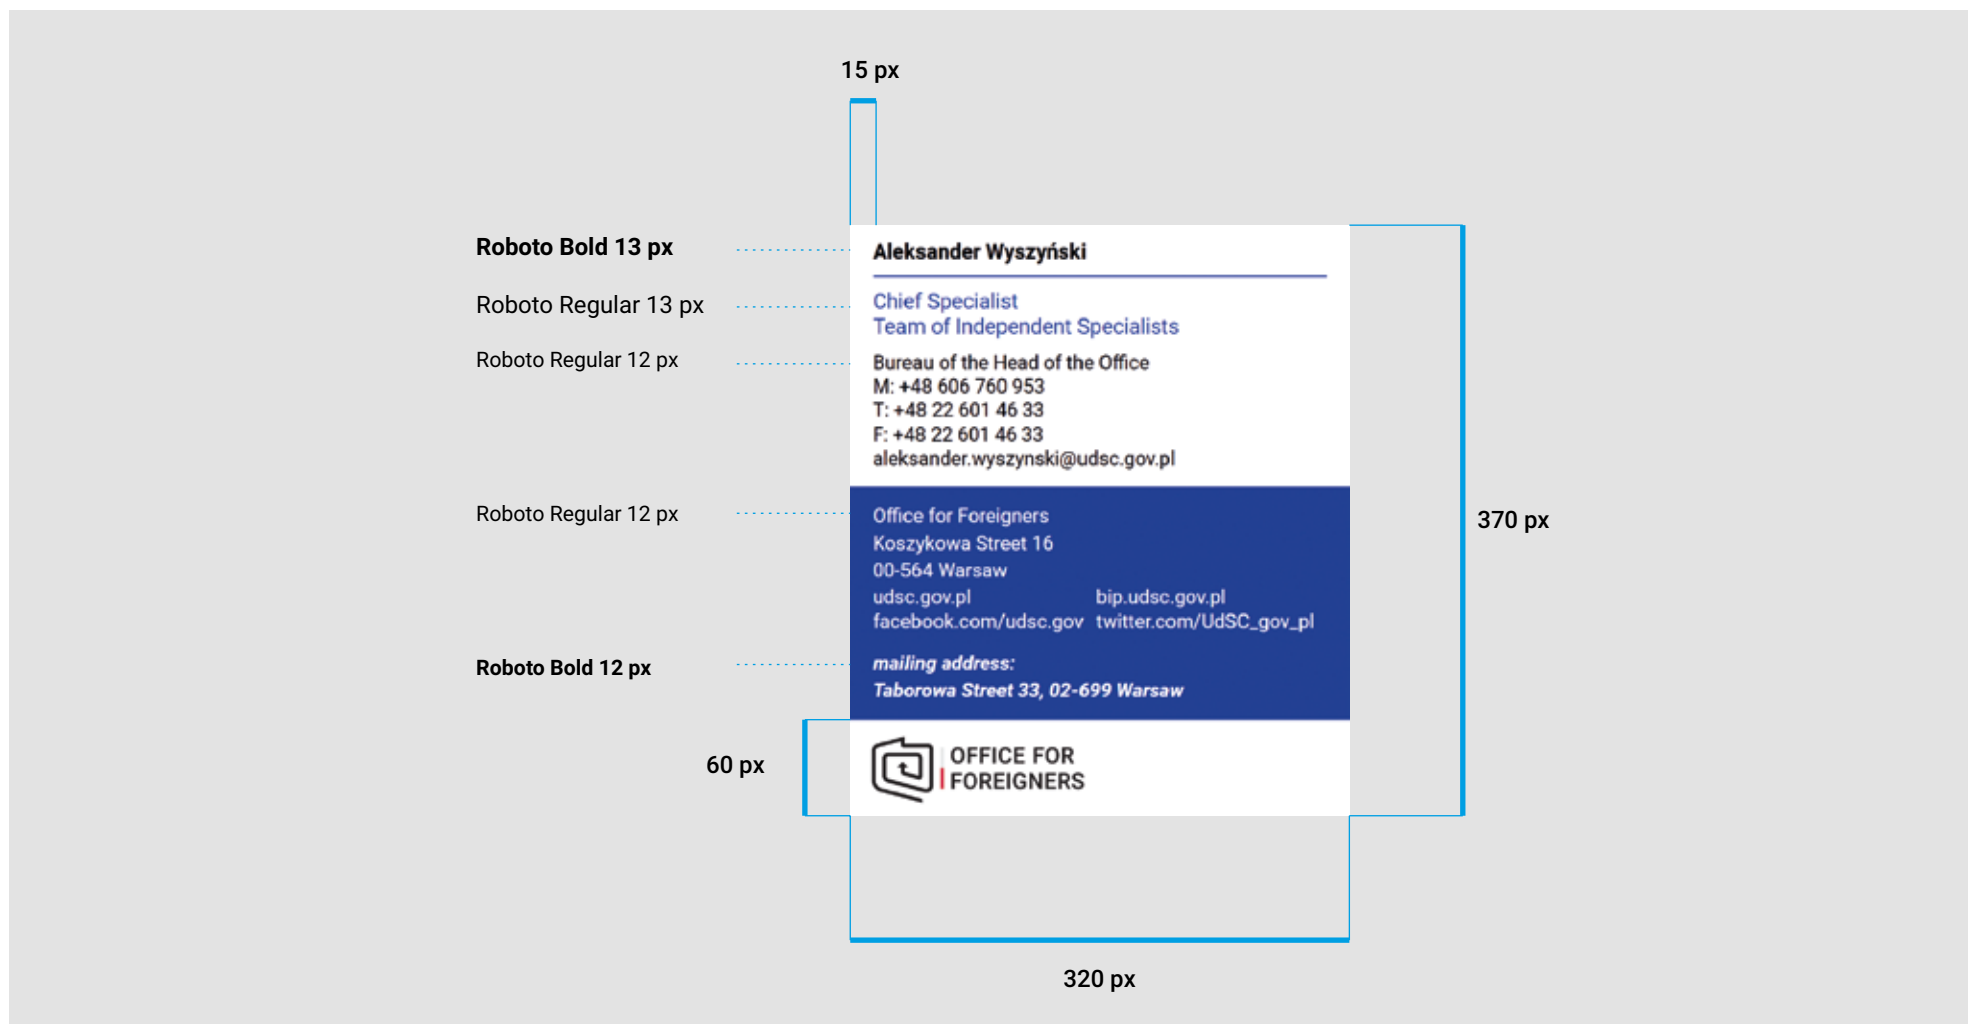 15 px
Roboto Bold 13 px
Aleksander Wyszyński
Roboto Regular 13 px
Chief Specialist
Team of Independent Specialists
Roboto Regular 12 px
Bureau of the Head of the Office
M: +48 606 760 953
T: +48 22 601 46 33
F: +48 22 601 46 33
aleksander.wyszynski@udsc.gov.pl
Roboto Regular 12 px
Office for Foreigners
Koszykowa Street 16
00-564 Warsaw
udsc.gov.pl bip.udsc.gov.pl
facebook.com/udsc.gov twitter.com/UdSC_gov_pl
370 px
Roboto Bold 12 px
mailing address:
Taborowa Street 33, 02-699 Warsaw
60 px
OFFICE FOR
FOREIGNERS
320 px